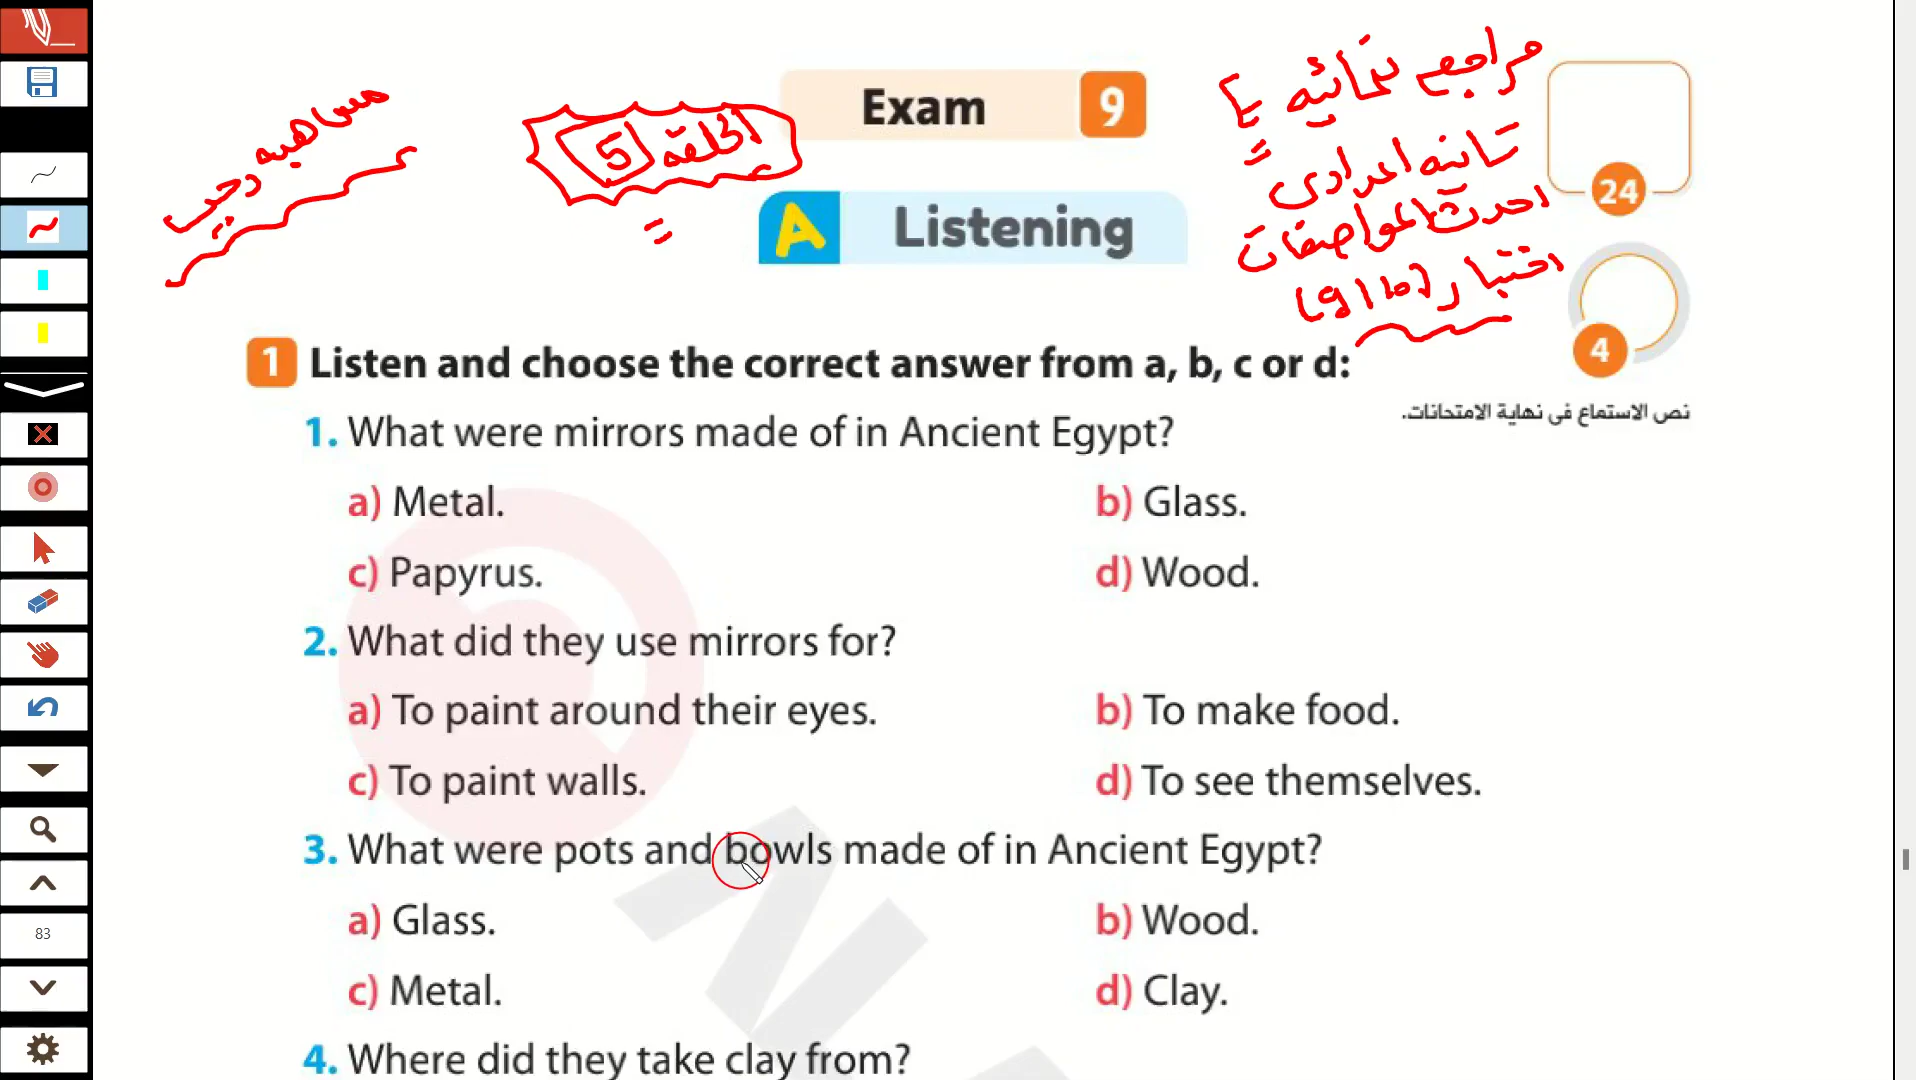 مراجعه نهائيه
تانيه اعدادى
احدث المواصفات
اختبار (9 , 10)
الحلقه 5
Exam 9
24
A Listening
4
1 Listen and choose the correct answer from a, b, c or d:
نص الاستماع فى نهاية الامتحانات.
1. What were mirrors made of in Ancient Egypt?
a) Metal. b) Glass.
c) Papyrus. d) Wood.
2. What did they use mirrors for?
a) To paint around their eyes. b) To make food.
c) To paint walls. d) To see themselves.
3. What were pots and bowls made of in Ancient Egypt?
a) Glass. b) Wood.
c) Metal. d) Clay.
4. Where did they take clay from?
83